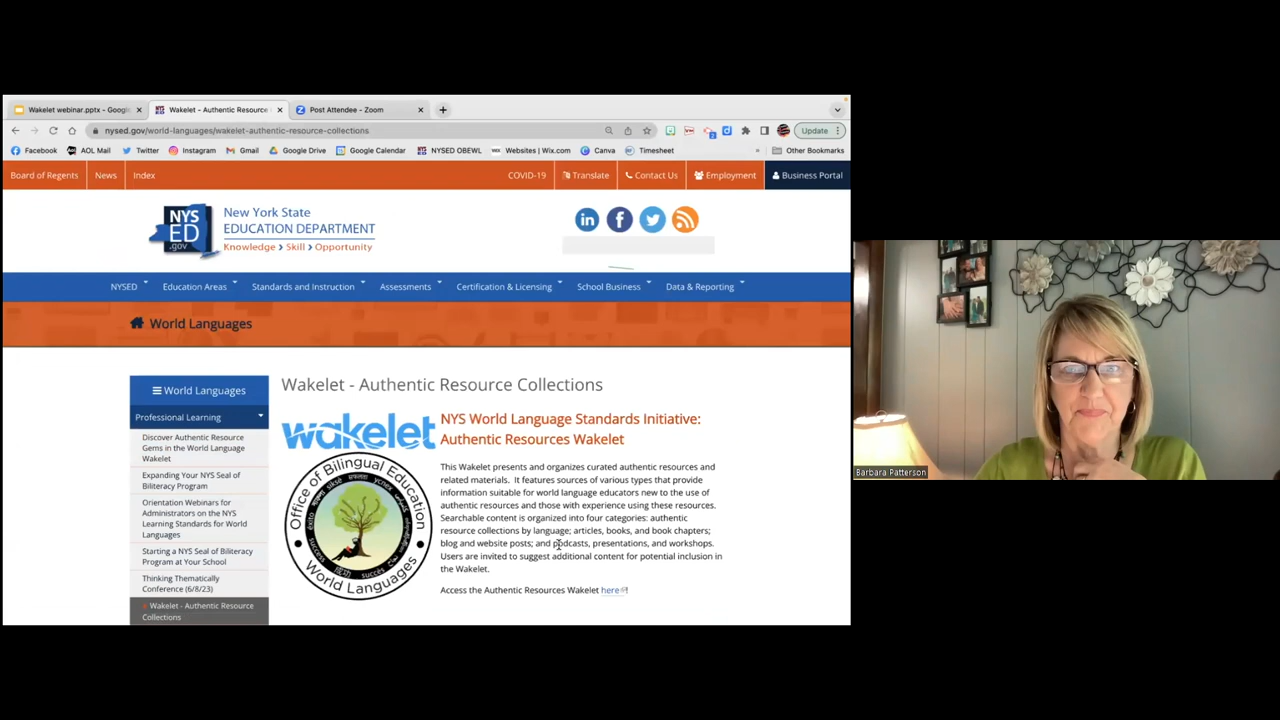 Wakelet webinar.pptx - Google
Wakelet - Authentic Resource
Post Attendee - Zoom
nysed.gov/world-languages/wakelet-authentic-resource-collections
Update
Facebook
AOL Mail
Twitter
Instagram
Gmail
Google Drive
Google Calendar
NYSED OBEWL
Websites | Wix.com
Canva
Timesheet
»
Other Bookmarks
Board of Regents
News
Index
COVID-19
Translate
Contact Us
Employment
Business Portal
NYS
ED
.gov
New York State
EDUCATION DEPARTMENT
Knowledge > Skill > Opportunity
NYSED
Education Areas
Standards and Instruction
Assessments
Certification & Licensing
School Business
Data & Reporting
World Languages
World Languages
Professional Learning
Discover Authentic Resource
Gems in the World Language
Wakelet
Expanding Your NYS Seal of
Biliteracy Program
Orientation Webinars for
Administrators on the NYS
Learning Standards for World
Languages
Starting a NYS Seal of Biliteracy
Program at Your School
Thinking Thematically
Conference (6/8/23)
Wakelet - Authentic Resource
Collections
Wakelet - Authentic Resource Collections
wakelet
Office of Bilingual Education
World Languages
NYS World Language Standards Initiative:
Authentic Resources Wakelet
This Wakelet presents and organizes curated authentic resources and
related materials. It features sources of various types that provide
information suitable for world language educators new to the use of
authentic resources and those with experience using these resources.
Searchable content is organized into four categories: authentic
resource collections by language; articles, books, and book chapters;
blog and website posts; and podcasts, presentations, and workshops.
Users are invited to suggest additional content for potential inclusion in
the Wakelet.
Access the Authentic Resources Wakelet here!
Barbara Patterson